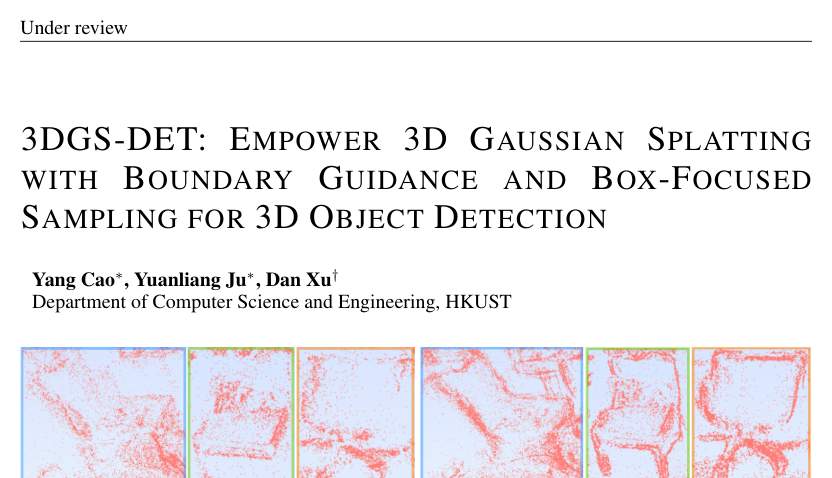 Under review
3DGS-DET: EMPOWER 3D GAUSSIAN SPLATTING
WITH BOUNDARY GUIDANCE AND BOX-FOCUSED
SAMPLING FOR 3D OBJECT DETECTION
Yang Cao*, Yuanliang Ju*, Dan Xu†
Department of Computer Science and Engineering, HKUST